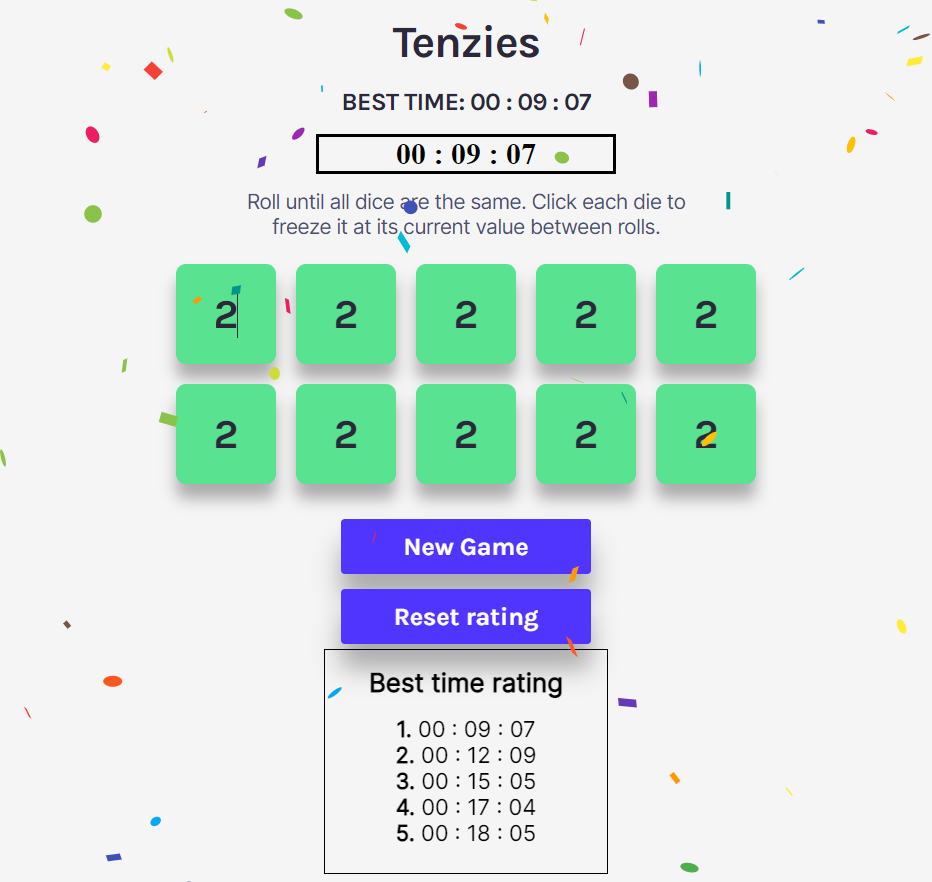 Tenzies
BEST TIME: 00 : 09 : 07
00 : 09 : 07
Roll until all dice are the same. Click each die to
freeze it at its current value between rolls.
2 2 2 2 2
2 2 2 2 2
New Game
Reset rating
Best time rating
1. 00 : 09 : 07
2. 00 : 12 : 09
3. 00 : 15 : 05
4. 00 : 17 : 04
5. 00 : 18 : 05